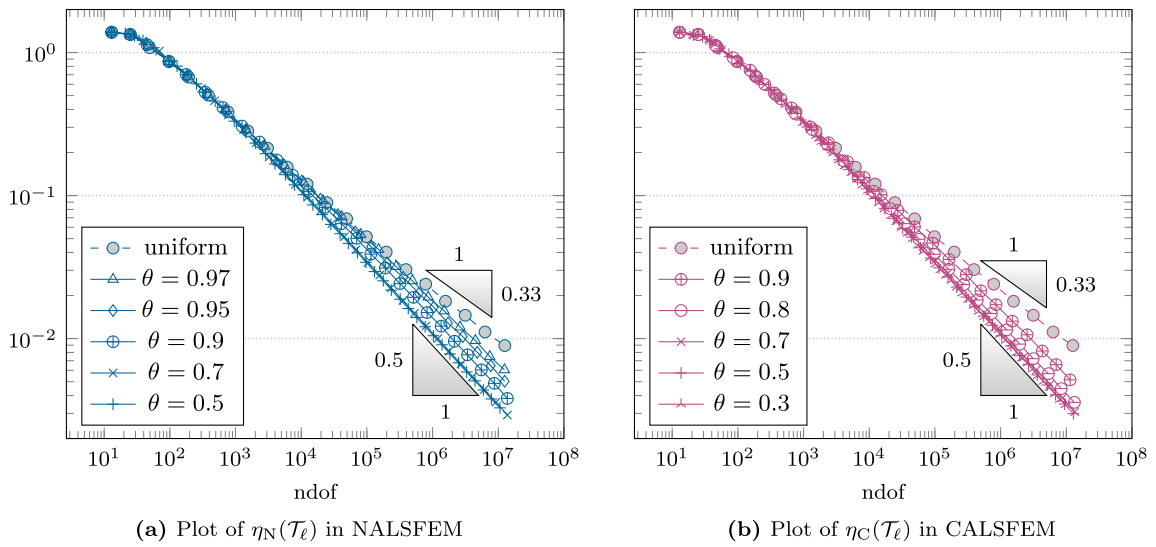 10^0
10^{-1}
10^{-2}
10^1 10^2 10^3 10^4 10^5 10^6 10^7 10^8
ndof
uniform
θ = 0.97
θ = 0.95
θ = 0.9
θ = 0.7
θ = 0.5
1
0.33
0.5
1
(a) Plot of η_N(𝒯_ℓ) in NALSFEM
10^1 10^2 10^3 10^4 10^5 10^6 10^7 10^8
ndof
uniform
θ = 0.9
θ = 0.8
θ = 0.7
θ = 0.5
θ = 0.3
1
0.33
0.5
1
(b) Plot of η_C(𝒯_ℓ) in CALSFEM